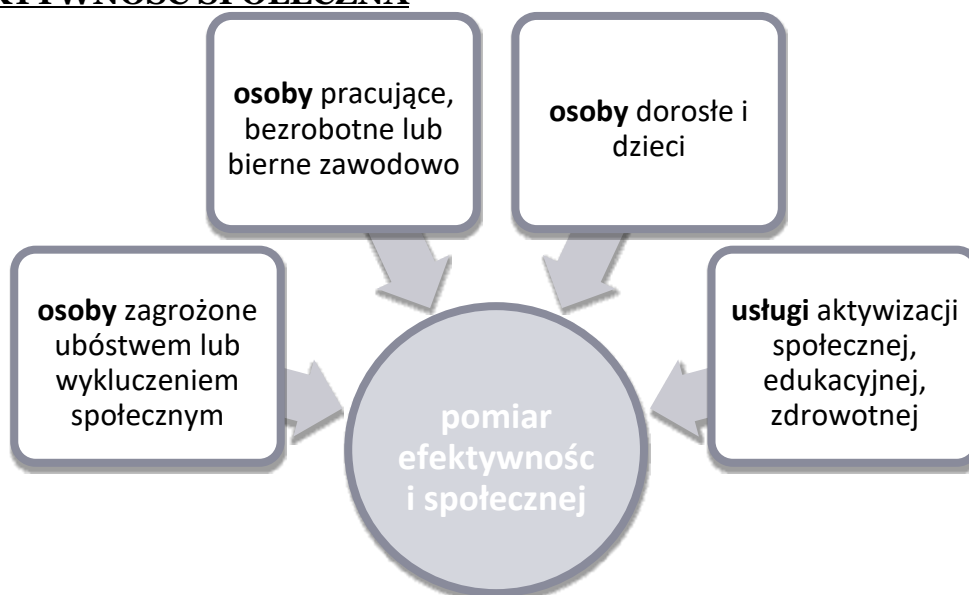 SPOŁECZNA
osoby pracujące,
bezrobotne lub
bierne zawodowo
osoby dorosłe i
dzieci
osoby zagrożone
ubóstwem lub
wykluczeniem
społecznym
usługi aktywizacji
społecznej,
edukacyjnej,
zdrowotnej
pomiar
efektywnośc
i społecznej